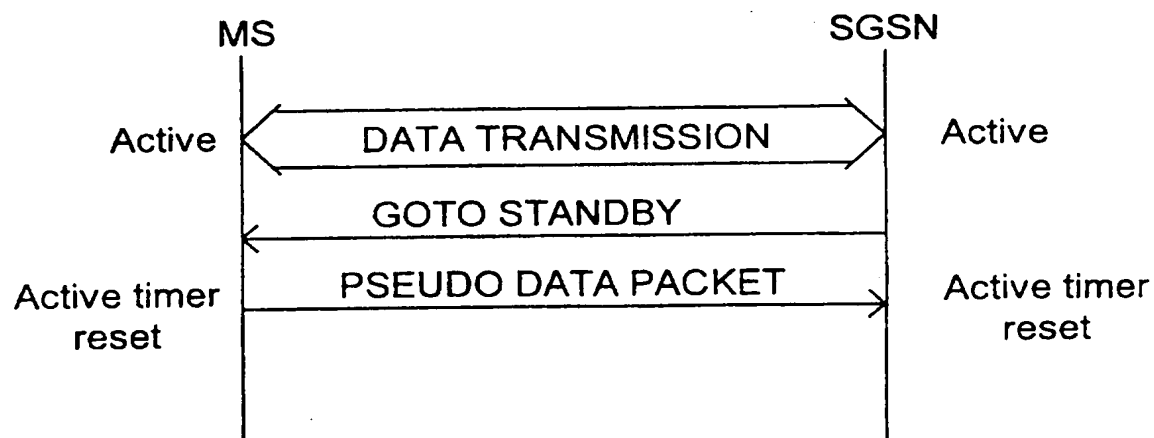 MS
SGSN
Active
DATA TRANSMISSION
Active
GOTO STANDBY
Active timer
reset
PSEUDO DATA PACKET
Active timer
reset